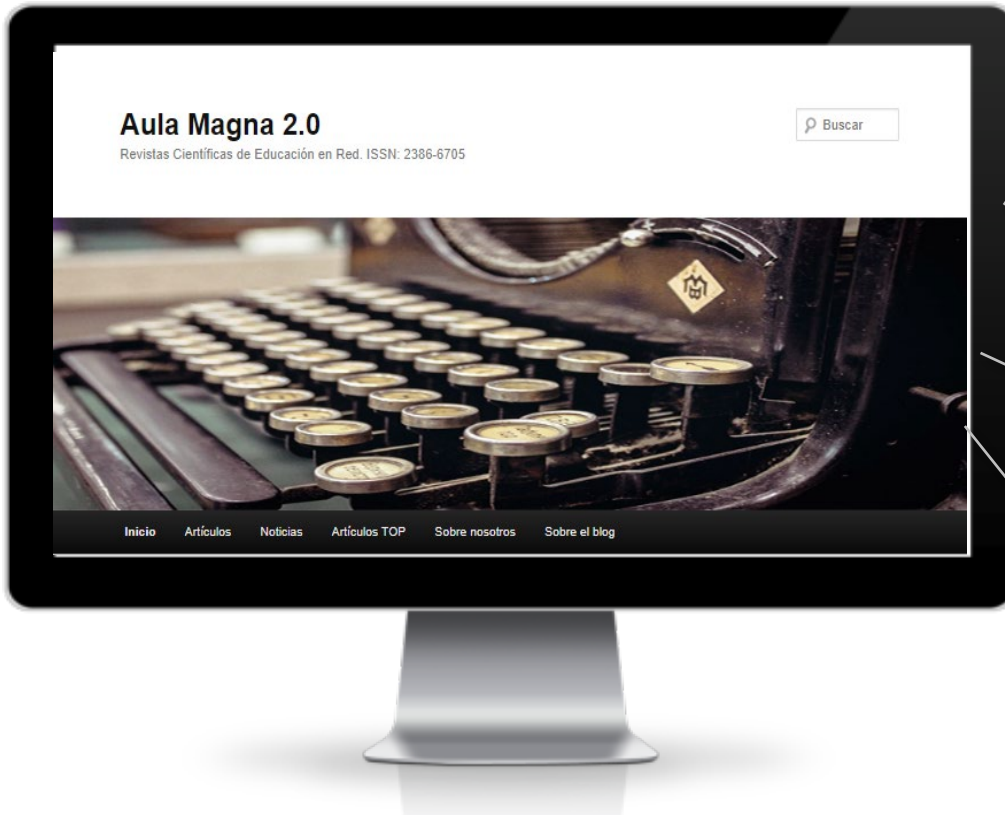 Aula Magna 2.0
Buscar
Revistas Científicas de Educación en Red. ISSN: 2386-6705
Inicio Artículos Noticias Artículos TOP Sobre nosotros Sobre el blog